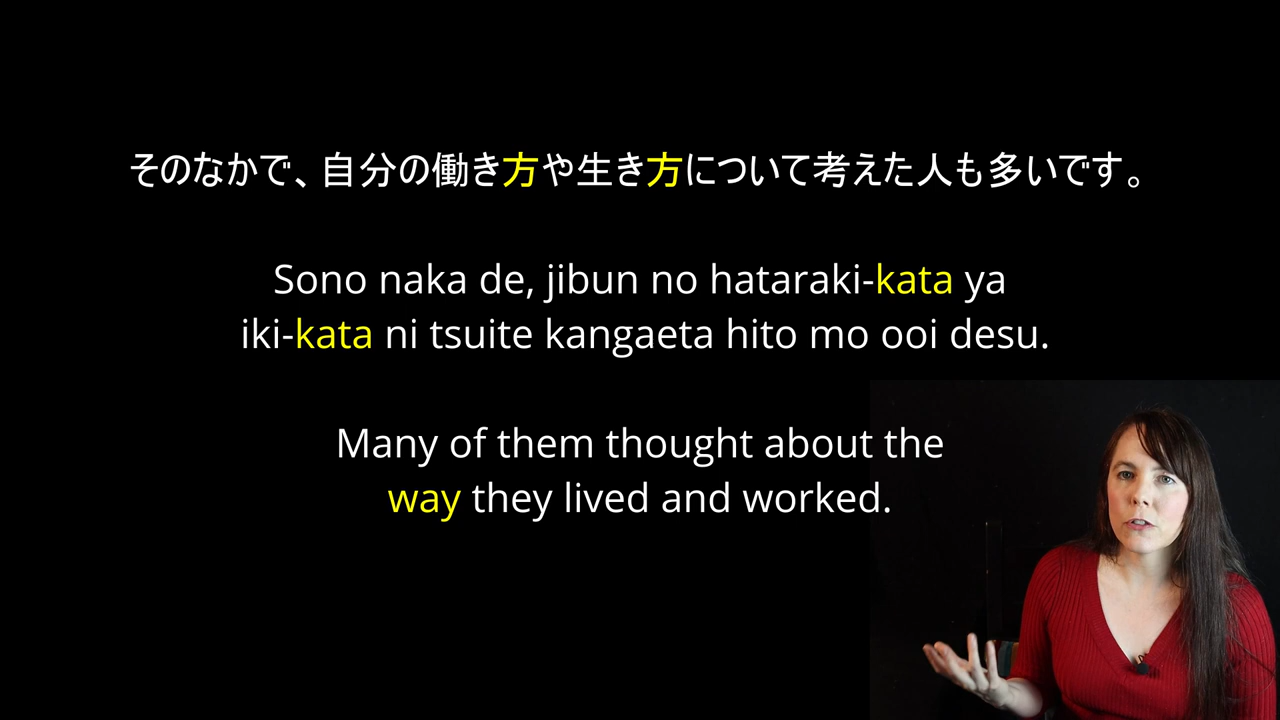 そのなかで、自分の働き方や生き方について考えた人も多いです。
Sono naka de, jibun no hataraki-kata ya
iki-kata ni tsuite kangaeta hito mo ooi desu.
Many of them thought about the
way they lived and worked.